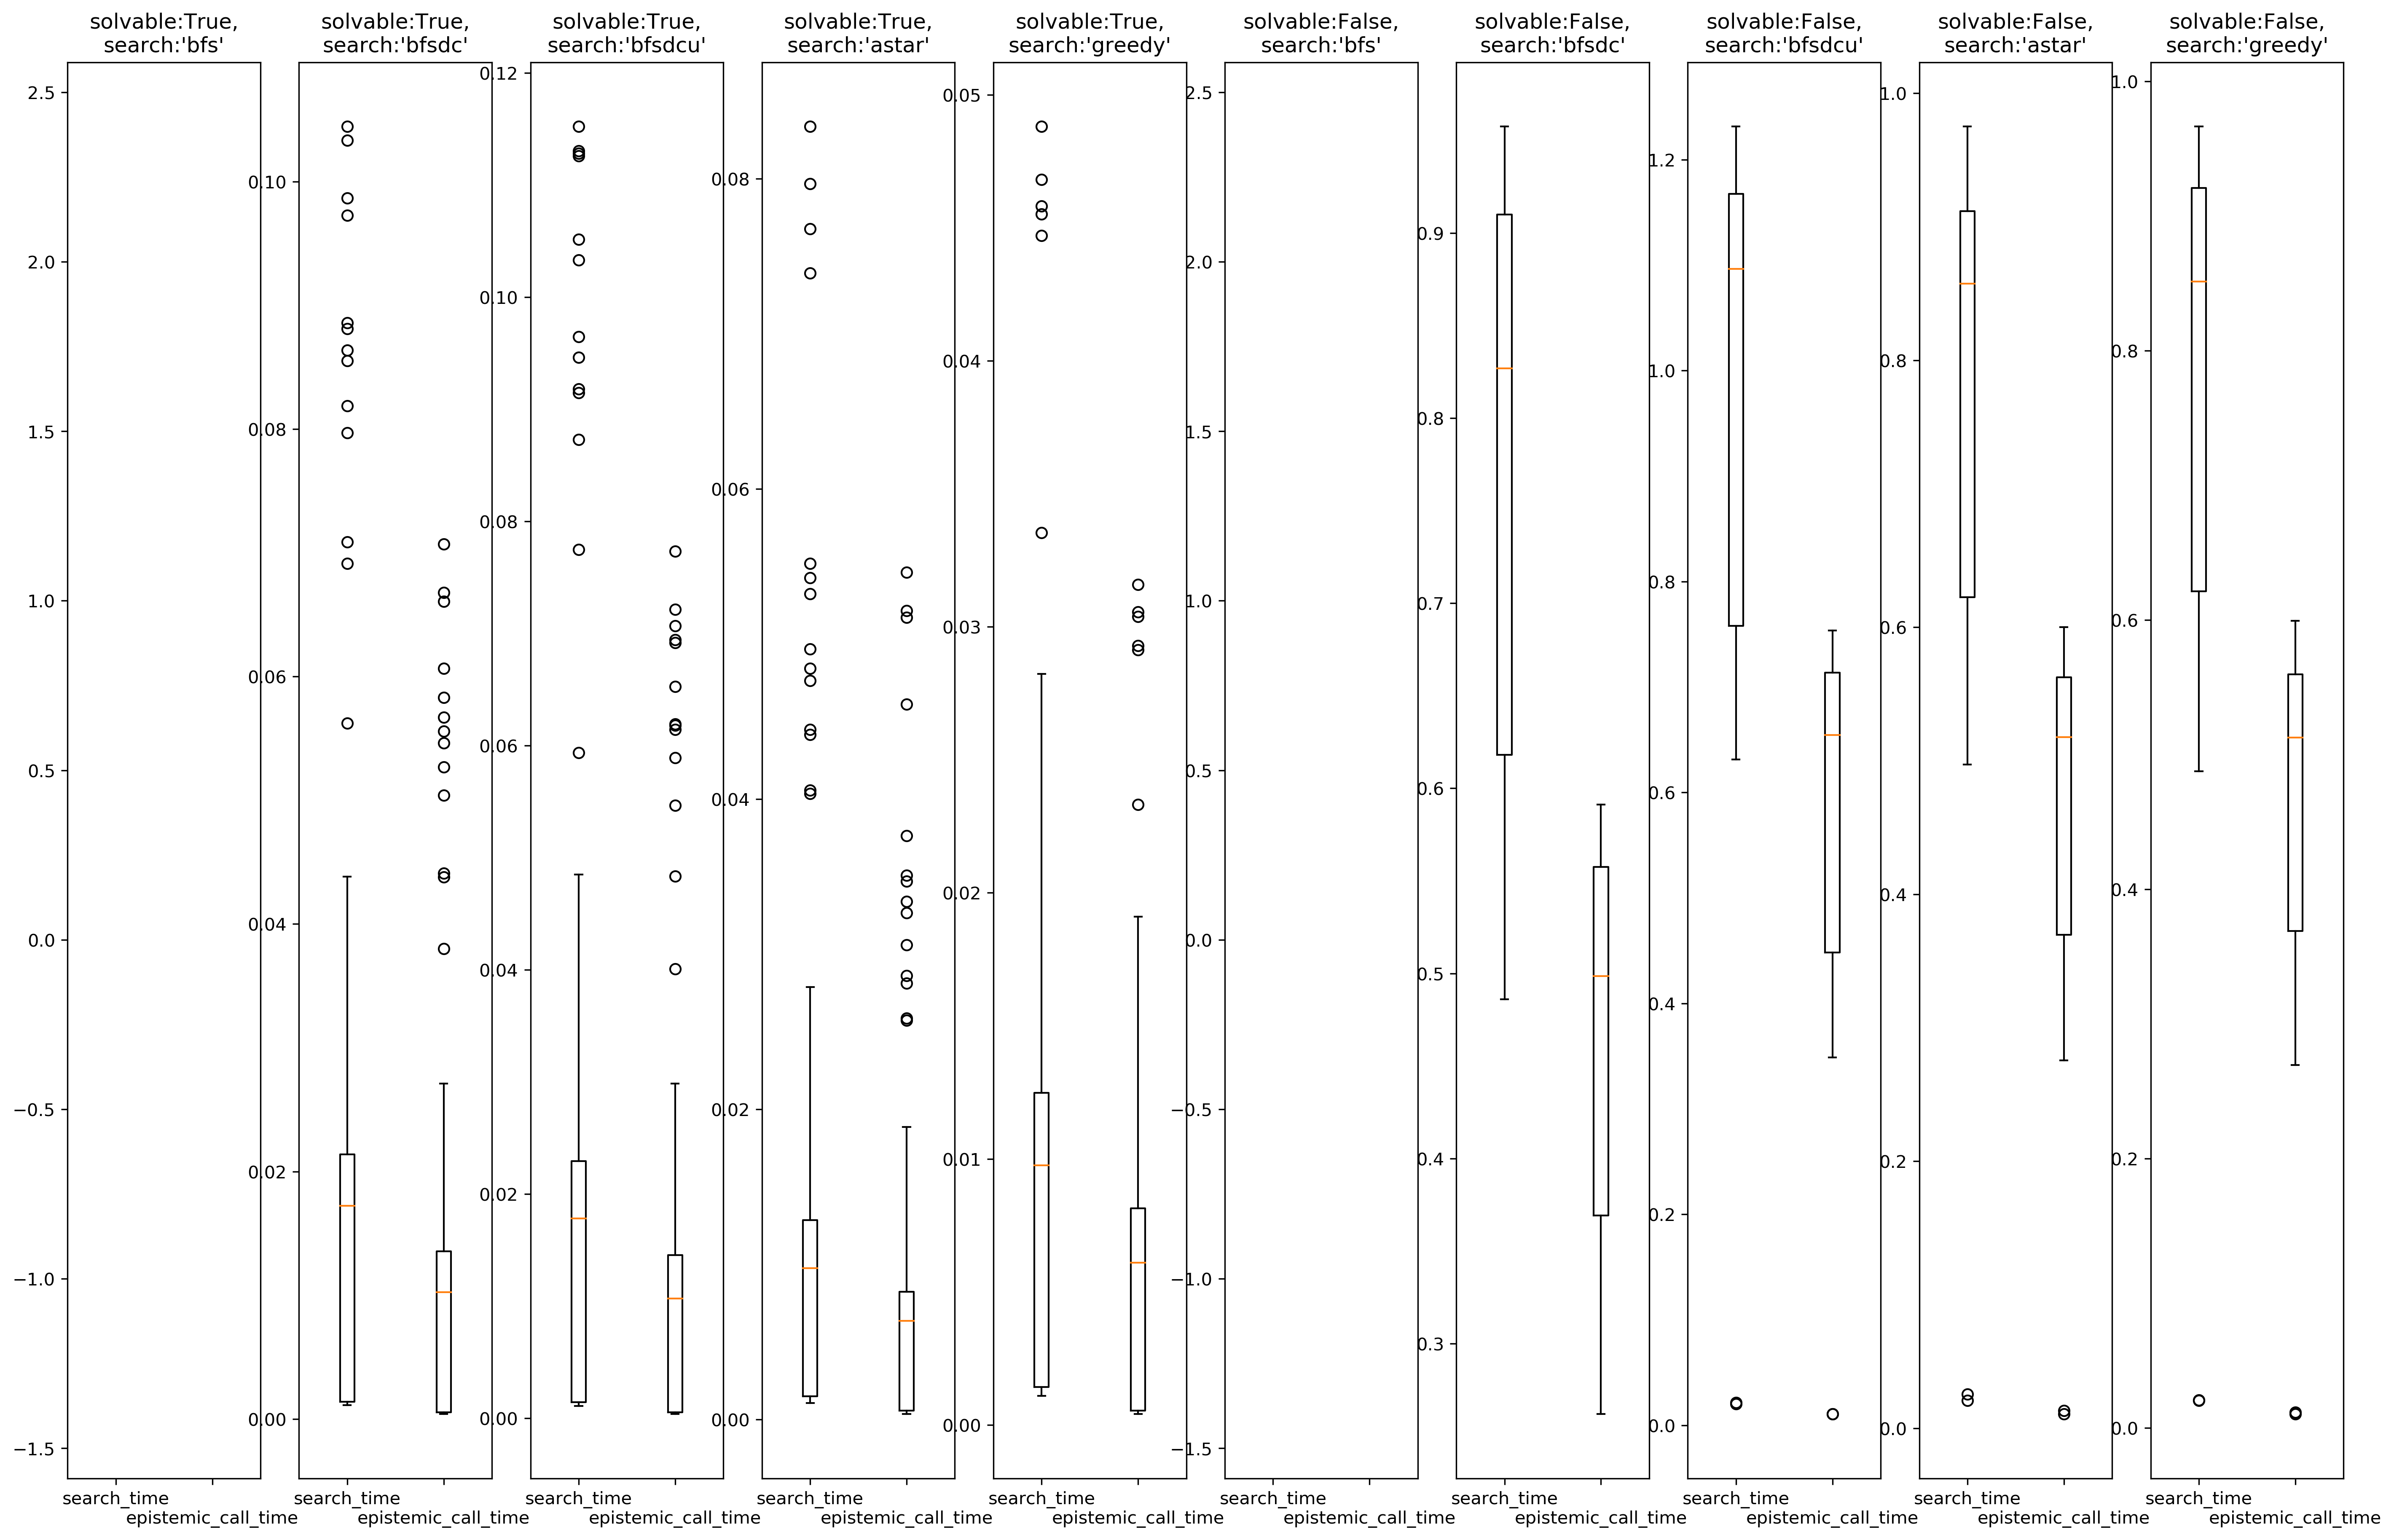 solvable:True,
search:'bfs'
solvable:True,
search:'bfsdc'
solvable:True,
search:'bfsdcu'
solvable:True,
search:'astar'
solvable:True,
search:'greedy'
solvable:False,
search:'bfs'
solvable:False,
search:'bfsdc'
solvable:False,
search:'bfsdcu'
solvable:False,
search:'astar'
solvable:False,
search:'greedy'
2.5
2.0
1.5
1.0
0.5
0.0
−0.5
−1.0
−1.5
search_time
epistemic_call_time
0.10
0.08
0.06
0.04
0.02
0.00
search_time
epistemic_call_time
0.12
0.10
0.08
0.06
0.04
0.02
0.00
search_time
epistemic_call_time
0.08
0.06
0.04
0.02
0.00
search_time
epistemic_call_time
0.05
0.04
0.03
0.02
0.01
0.00
search_time
epistemic_call_time
2.5
2.0
1.5
1.0
0.5
0.0
−0.5
−1.0
−1.5
search_time
epistemic_call_time
0.9
0.8
0.7
0.6
0.5
0.4
0.3
search_time
epistemic_call_time
1.2
1.0
0.8
0.6
0.4
0.2
0.0
search_time
epistemic_call_time
1.0
0.8
0.6
0.4
0.2
0.0
search_time
epistemic_call_time
1.0
0.8
0.6
0.4
0.2
0.0
search_time
epistemic_call_time